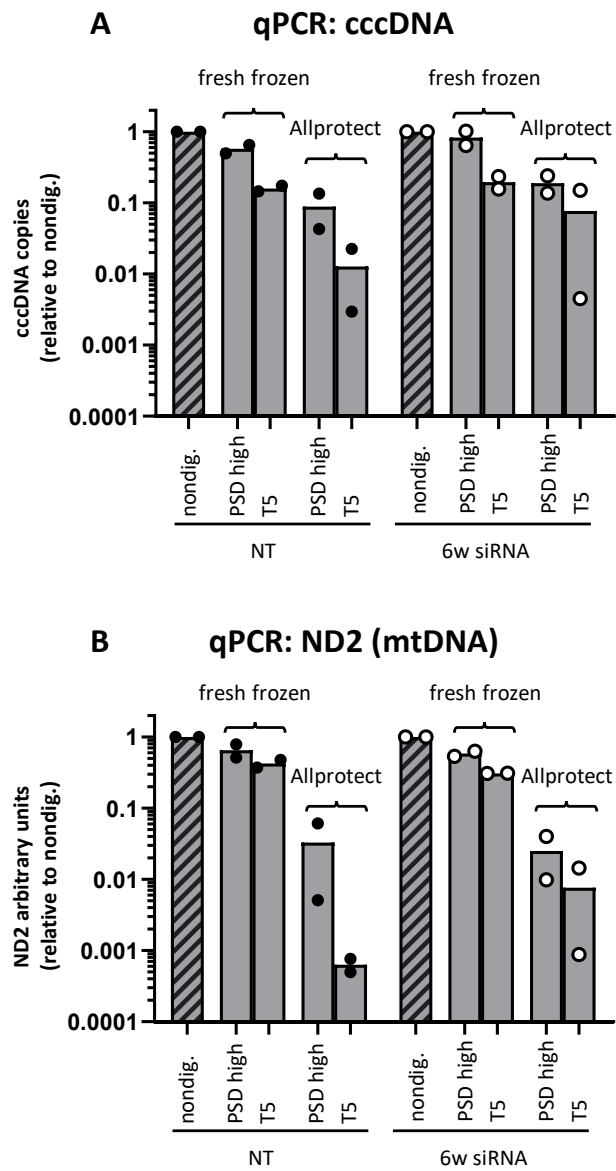 A qPCR: cccDNA
fresh frozen fresh frozen
Allprotect Allprotect
cccDNA copies
(relative to nondig.)
1
0.1
0.01
0.001
0.0001
nondig. PSD high T5 PSD high T5 nondig. PSD high T5 PSD high T5
NT 6w siRNA
B qPCR: ND2 (mtDNA)
fresh frozen fresh frozen
Allprotect Allprotect
ND2 arbitrary units
(relative to nondig.)
1
0.1
0.01
0.001
0.0001
nondig. PSD high T5 PSD high T5 nondig. PSD high T5 PSD high T5
NT 6w siRNA